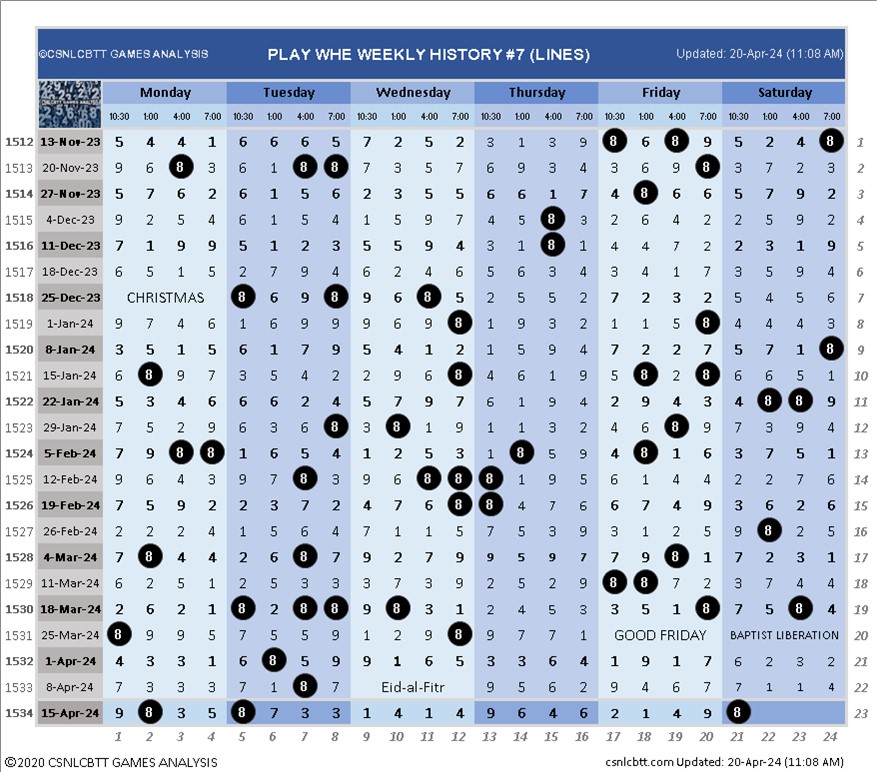 ©CSNLCBTT GAMES ANALYSIS PLAY WHE WEEKLY HISTORY #7 (LINES) Updated: 20-Apr-24 (11:08 AM)
Monday Tuesday Wednesday Thursday Friday Saturday
10:30 1:00 4:00 7:00 10:30 1:00 4:00 7:00 10:30 1:00 4:00 7:00 10:30 1:00 4:00 7:00 10:30 1:00 4:00 7:00 10:30 1:00 4:00 7:00
1512 13-Nov-23 5 4 4 1 6 6 6 5 7 2 5 2 3 1 3 9 8 6 8 9 5 2 4 8 1
1513 20-Nov-23 9 6 8 3 6 1 8 8 7 3 5 7 9 3 4 7 3 6 9 8 3 7 2 3 2
1514 27-Nov-23 5 7 6 2 6 1 5 6 2 3 5 5 6 6 1 7 4 8 6 6 5 7 9 2 3
1515 4-Dec-23 9 2 5 4 6 1 5 4 1 5 9 7 4 5 8 3 2 6 4 2 2 5 9 2 4
1516 11-Dec-23 7 1 9 9 5 1 2 3 5 5 9 4 3 1 8 1 4 4 7 2 2 3 1 9 5
1517 18-Dec-23 6 5 1 5 2 7 9 4 6 2 4 6 5 6 3 4 3 4 1 7 3 5 9 4 6
1518 25-Dec-23 CHRISTMAS 8 6 9 8 9 6 8 5 2 5 5 2 7 2 3 2 5 4 5 6 7
1519 1-Jan-24 9 7 4 6 1 6 9 9 9 6 9 8 1 9 3 2 1 1 5 8 4 4 4 3 8
1520 8-Jan-24 3 5 1 5 6 1 7 9 5 4 1 2 1 5 9 4 7 2 2 7 5 7 1 8 9
1521 15-Jan-24 6 8 9 7 3 5 4 2 2 9 6 8 4 6 1 9 5 8 2 8 6 6 5 1 10
1522 22-Jan-24 5 3 4 6 6 6 2 4 5 7 9 7 6 1 9 4 2 9 4 3 4 8 8 9 11
1523 29-Jan-24 7 5 2 9 6 3 6 8 3 8 1 9 1 1 3 2 4 6 8 9 7 3 9 4 12
1524 5-Feb-24 7 9 8 8 1 6 5 4 1 2 5 3 1 8 5 9 4 8 1 6 3 7 5 1 13
1525 12-Feb-24 9 6 4 3 9 7 8 3 9 6 8 8 8 1 9 5 6 1 4 4 2 2 7 6 14
1526 19-Feb-24 7 5 9 2 2 3 7 2 4 7 6 8 8 4 1 5 6 7 4 9 3 6 2 6 15
1527 26-Feb-24 2 2 2 4 1 5 6 4 7 1 1 5 7 5 3 9 3 1 2 5 9 8 2 2 16
1528 4-Mar-24 7 8 4 4 2 6 8 7 9 2 7 9 9 5 9 7 7 9 8 1 7 2 3 1 17
1529 11-Mar-24 6 2 5 1 2 5 3 3 3 7 3 9 2 5 2 9 8 8 7 2 3 7 4 4 18
1530 18-Mar-24 2 6 2 1 8 2 8 8 9 8 3 1 2 4 5 3 3 5 1 8 7 5 8 4 19
1531 25-Mar-24 8 9 9 5 7 5 5 9 1 2 9 8 9 7 7 1 GOOD FRIDAY BAPTIST LIBERATION 20
1532 1-Apr-24 4 3 3 1 6 8 5 9 9 1 6 5 3 3 6 4 1 9 1 7 6 2 3 2 21
1533 8-Apr-24 7 3 3 3 7 1 8 7 Eid-al-Fitr 9 5 6 2 9 4 6 7 7 1 1 4 22
1534 15-Apr-24 9 8 3 5 8 7 3 3 1 4 1 4 9 6 4 6 2 1 4 9 8 23
1 2 3 4 5 6 7 8 9 10 11 12 13 14 15 16 17 18 19 20 21 22 23 24
©2020 CSNLCBTT GAMES ANALYSIS csnlcbtt.com Updated: 20-Apr-24 (11:08 AM)